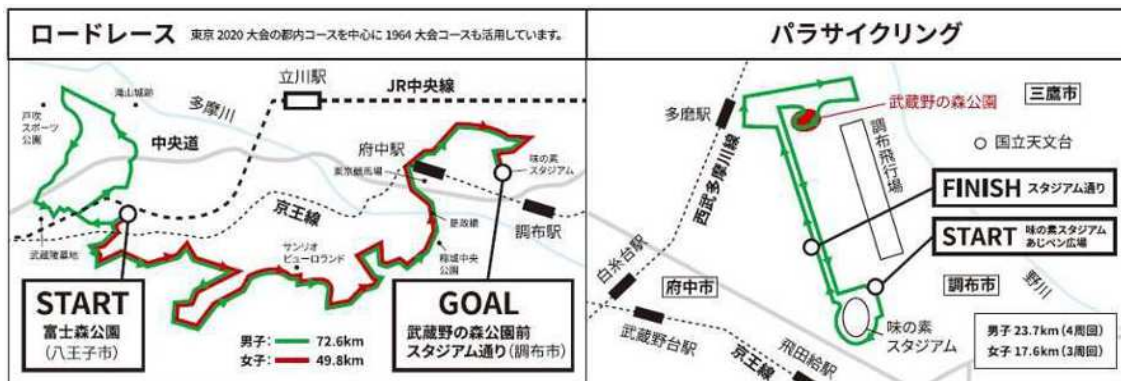 ロードレース 東京2020大会の都内コースを中心に1964大会コースも活用しています。
立川駅
JR中央線
滝山城跡
多摩川
戸吹
スポーツ
公園
中央道
府中駅
東京競馬場
味の素
スタジアム
京王線
是政線
調布駅
武蔵陵墓地
サンリオ
ピューロランド
稲城中央
公園
START
富士森公園
(八王子市)
男子: 72.6km
女子: 49.8km
GOAL
武蔵野の森公園前
スタジアム通り(調布市)
パラサイクリング
多磨駅
武蔵野の森公園
三鷹市
国立天文台
調布飛行場
西武多摩川線
FINISH スタジアム通り
START 味の素スタジアム
あじペン広場
白糸台駅
府中市
調布市
野川
武蔵野台駅
京王線
飛田給駅
味の素
スタジアム
男子 23.7km(4周回)
女子 17.6km(3周回)